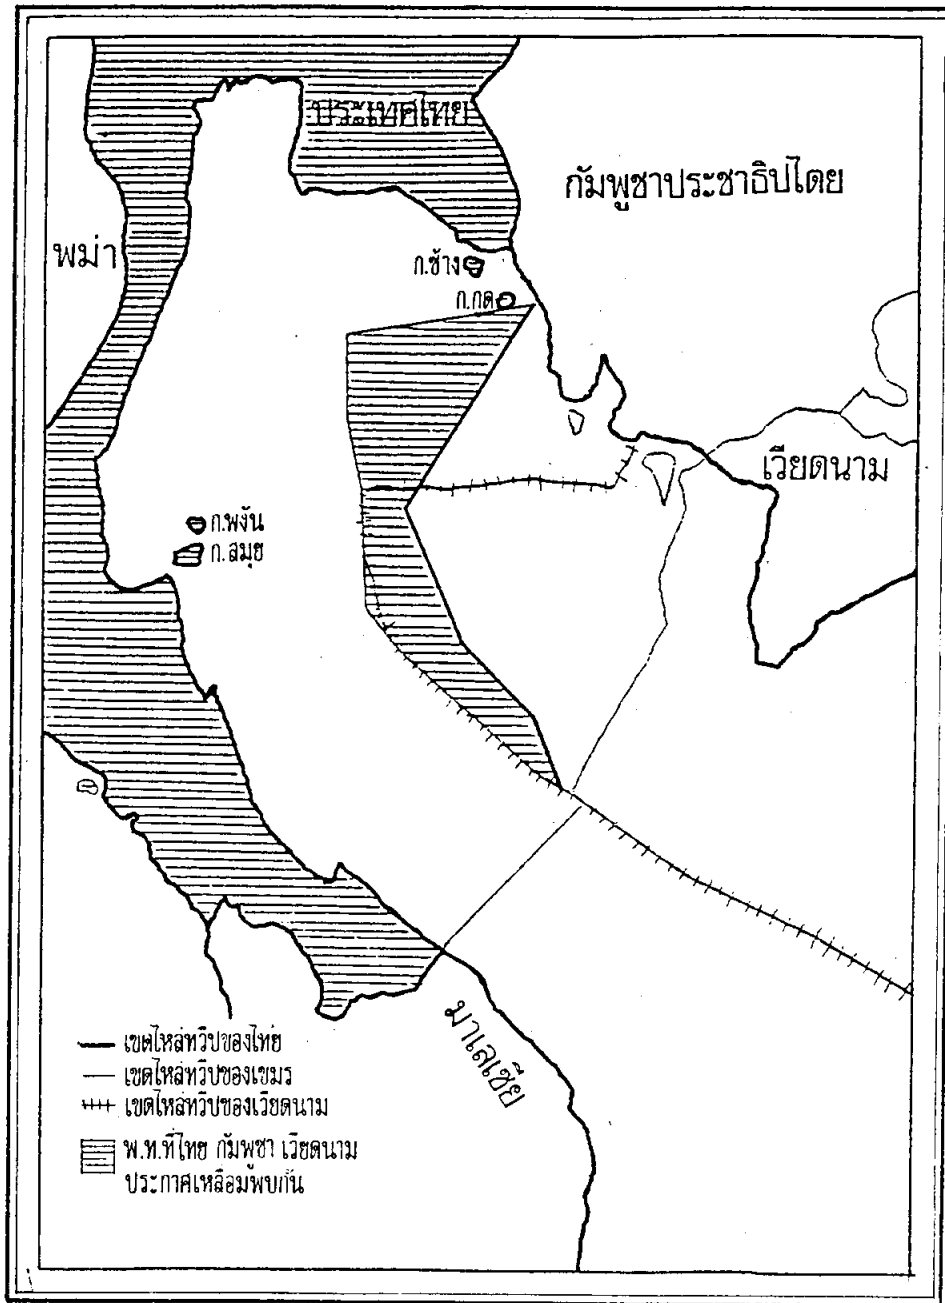 ประเทศไทย
กัมพูชาประชาธิปไตย
พม่า
ก.ช้าง
ก.กูด
เวียดนาม
ก.พงัน
ก.สมุย
มาเลเซีย
เขตไหล่ทวีปของไทย
เขตไหล่ทวีปของเขมร
เขตไหล่ทวีปของเวียดนาม
พ.ท.ที่ไทย กัมพูชา เวียดนาม
ประกาศเหลื่อมพบกัน